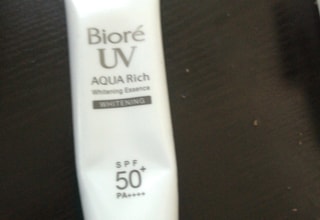 Bioré
UV
AQUA Rich
Whitening Essence
WHITENING
SPF
50+
PA++++